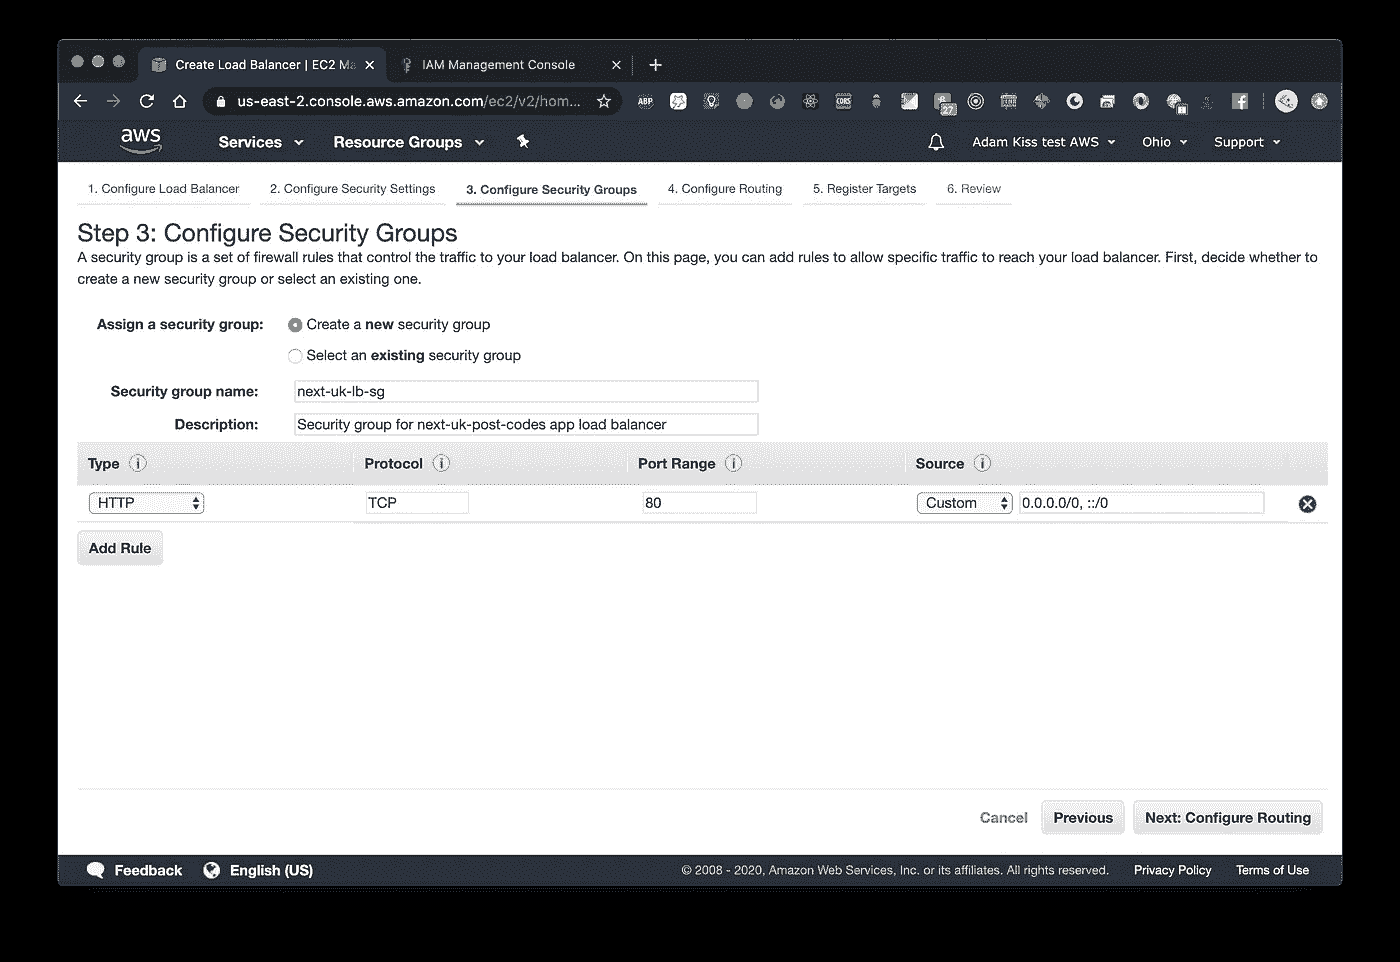 Create Load Balancer | EC2 Ma
IAM Management Console
us-east-2.console.aws.amazon.com/ec2/v2/hom...
ABP
CORS
27
aws
Services
Resource Groups
Adam Kiss test AWS
Ohio
Support
1. Configure Load Balancer
2. Configure Security Settings
3. Configure Security Groups
4. Configure Routing
5. Register Targets
6. Review
Step 3: Configure Security Groups
A security group is a set of firewall rules that control the traffic to your load balancer. On this page, you can add rules to allow specific traffic to reach your load balancer. First, decide whether to
create a new security group or select an existing one.
Assign a security group:
Create a new security group
Select an existing security group
Security group name:
next-uk-lb-sg
Description:
Security group for next-uk-post-codes app load balancer
Type
Protocol
Port Range
Source
HTTP
TCP
80
Custom
0.0.0.0/0, ::/0
Add Rule
Cancel
Previous
Next: Configure Routing
Feedback
English (US)
© 2008 - 2020, Amazon Web Services, Inc. or its affiliates. All rights reserved.
Privacy Policy
Terms of Use